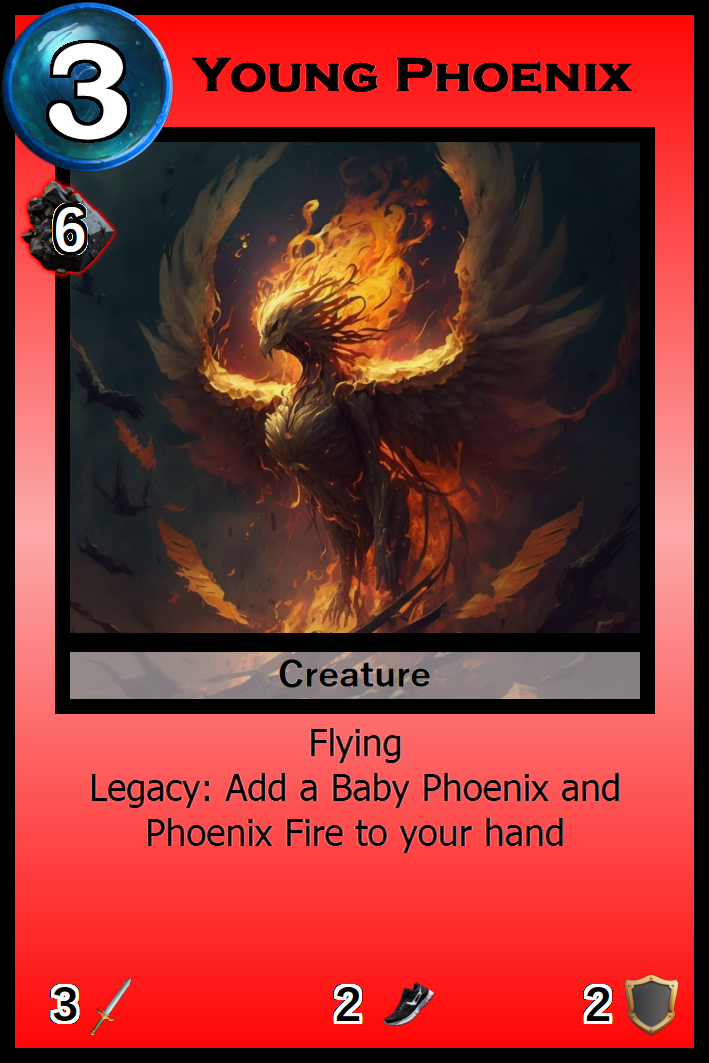 3
Young Phoenix
6
Creature
Flying
Legacy: Add a Baby Phoenix and
Phoenix Fire to your hand
3 2 2